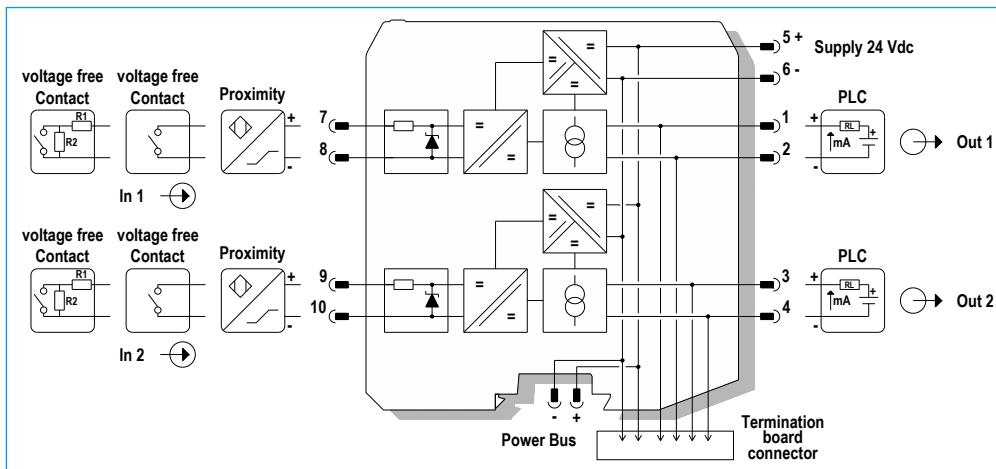 5 +
Supply 24 Vdc
6 -
voltage free
Contact
voltage free
Contact
Proximity
PLC
R1
R2
+
-
7
8
=
=
=
=
=
1
2
+
-
RL
mA
+
Out 1
In 1
voltage free
Contact
voltage free
Contact
Proximity
PLC
R1
R2
+
-
9
10
=
=
=
=
=
3
4
+
-
RL
mA
+
Out 2
In 2
- +
Power Bus
Termination
board
connector